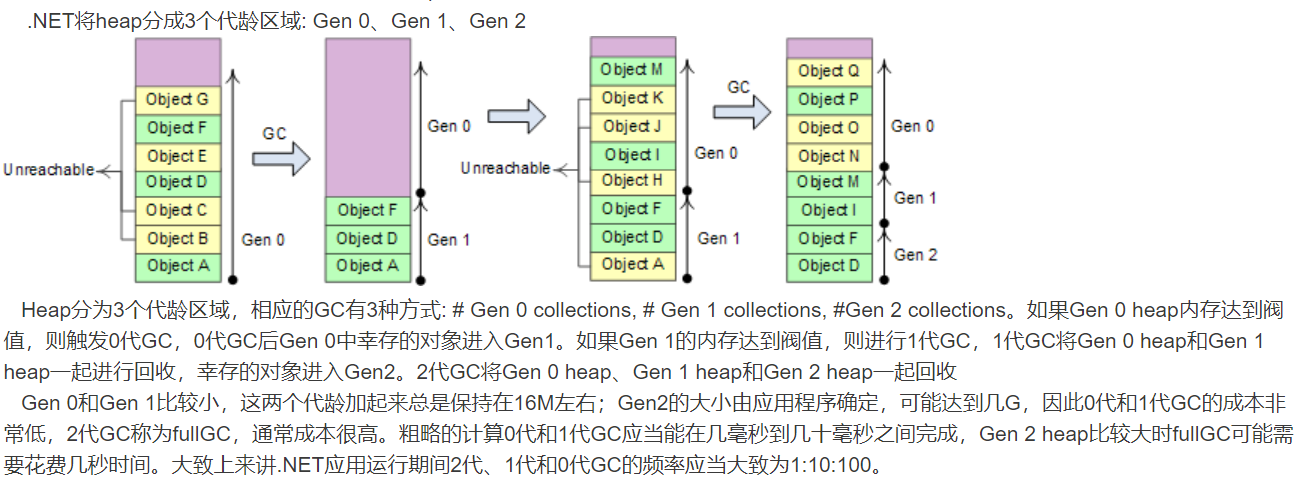 .NET将heap分成3个代龄区域: Gen 0、Gen 1、Gen 2
Object G
Object F
Object E
Object D
Object C
Object B
Object A
Unreachable
Gen 0
GC
Object F
Object D
Object A
Gen 0
Gen 1
Object M
Object K
Object J
Object I
Object H
Object F
Object D
Object A
Unreachable
Gen 0
Gen 1
GC
Object Q
Object P
Object O
Object N
Object M
Object I
Object F
Object D
Gen 0
Gen 1
Gen 2
Heap分为3个代龄区域，相应的GC有3种方式: # Gen 0 collections, # Gen 1 collections, #Gen 2 collections。如果Gen 0 heap内存达到阀
值，则触发0代GC，0代GC后Gen 0中幸存的对象进入Gen1。如果Gen 1的内存达到阀值，则进行1代GC，1代GC将Gen 0 heap和Gen 1
heap一起进行回收，幸存的对象进入Gen2。2代GC将Gen 0 heap、Gen 1 heap和Gen 2 heap一起回收
Gen 0和Gen 1比较小，这两个代龄加起来总是保持在16M左右；Gen2的大小由应用程序确定，可能达到几G，因此0代和1代GC的成本非
常低，2代GC称为fullGC，通常成本很高。粗略的计算0代和1代GC应当能在几毫秒到几十毫秒之间完成，Gen 2 heap比较大时fullGC可能需
要花费几秒时间。大致上来讲.NET应用运行期间2代、1代和0代GC的频率应当大致为1:10:100。